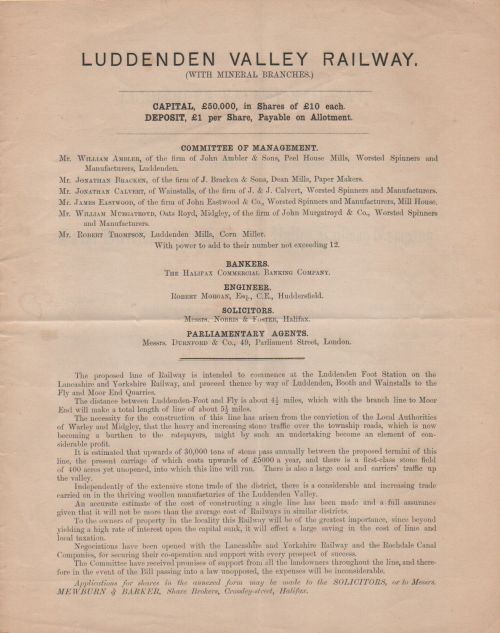 LUDDENDEN VALLEY RAILWAY,
(WITH MINERAL BRANCHES.)
CAPITAL, £50,000, in Shares of £10 each.
DEPOSIT, £1 per Share, Payable on Allotment.
COMMITTEE OF MANAGEMENT.
Mr. William Ambler, of the firm of John Ambler & Sons, Peel House Mills, Worsted Spinners and
Manufacturers, Luddenden.
Mr. Jonathan Bracken, of the firm of J. Bracken & Sons, Dean Mills, Paper Makers.
Mr. Jonathan Calvert, of Wainstalls, of the firm of J. & J. Calvert, Worsted Spinners and Manufacturers.
Mr. James Eastwood, of the firm of John Eastwood & Co., Worsted Spinners and Manufacturers, Mill House.
Mr. William Murgatroyd, Oats Royd, Midgley, of the firm of John Murgatroyd & Co., Worsted Spinners
and Manufacturers.
Mr. Robert Thompson, Luddenden Mills, Corn Miller.
With power to add to their number not exceeding 12.
BANKERS.
The Halifax Commercial Banking Company.
ENGINEER.
Robert Morgan, Esq., C.E., Huddersfield.
SOLICITORS.
Messrs. Norris & Foster, Halifax.
PARLIAMENTARY AGENTS.
Messrs. Durnford & Co., 49, Parliament Street, London.
The proposed line of Railway is intended to commence at the Luddenden Foot Station on the
Lancashire and Yorkshire Railway, and proceed thence by way of Luddenden, Booth and Wainstalls to the
Fly and Moor End Quarries.
The distance between Luddenden-Foot and Fly is about 4½ miles, which with the branch line to Moor
End will make a total length of line of about 5½ miles.
The necessity for the construction of this line has arisen from the conviction of the Local Authorities
of Warley and Midgley, that the heavy and increasing stone traffic over the township roads, which is now
becoming a burthen to the ratepayers, might by such an undertaking become an element of con-
siderable profit.
It is estimated that upwards of 30,000 tons of stone pass annually between the proposed termini of this
line, the present carriage of which costs upwards of £5000 a year, and there is a first-class stone field
of 400 acres yet unopened, into which this line will run. There is also a large coal and carriers' traffic up
the valley.
Independently of the extensive stone trade of the district, there is a considerable and increasing trade
carried on in the thriving woollen manufactories of the Luddenden Valley.
An accurate estimate of the cost of constructing a single line has been made and a full assurance
given that it will not be more than the average cost of Railways in similar districts.
To the owners of property in the locality this Railway will be of the greatest importance, since beyond
yielding a high rate of interest upon the capital sunk, it will effect a large saving in the cost of lime and
local taxation.
Negociations have been opened with the Lancashire and Yorkshire Railway and the Rochdale Canal
Companies, for securing their co-operation and support with every prospect of success.
The Committee have received promises of support from all the landowners throughout the line, and there-
fore in the event of the Bill passing into a law unopposed, the expenses will be inconsiderable.
Applications for shares in the annexed form may be made to the SOLICITORS, or to Messrs.
MEWBURN & BARKER, Share Brokers, Crossley-street, Halifax.